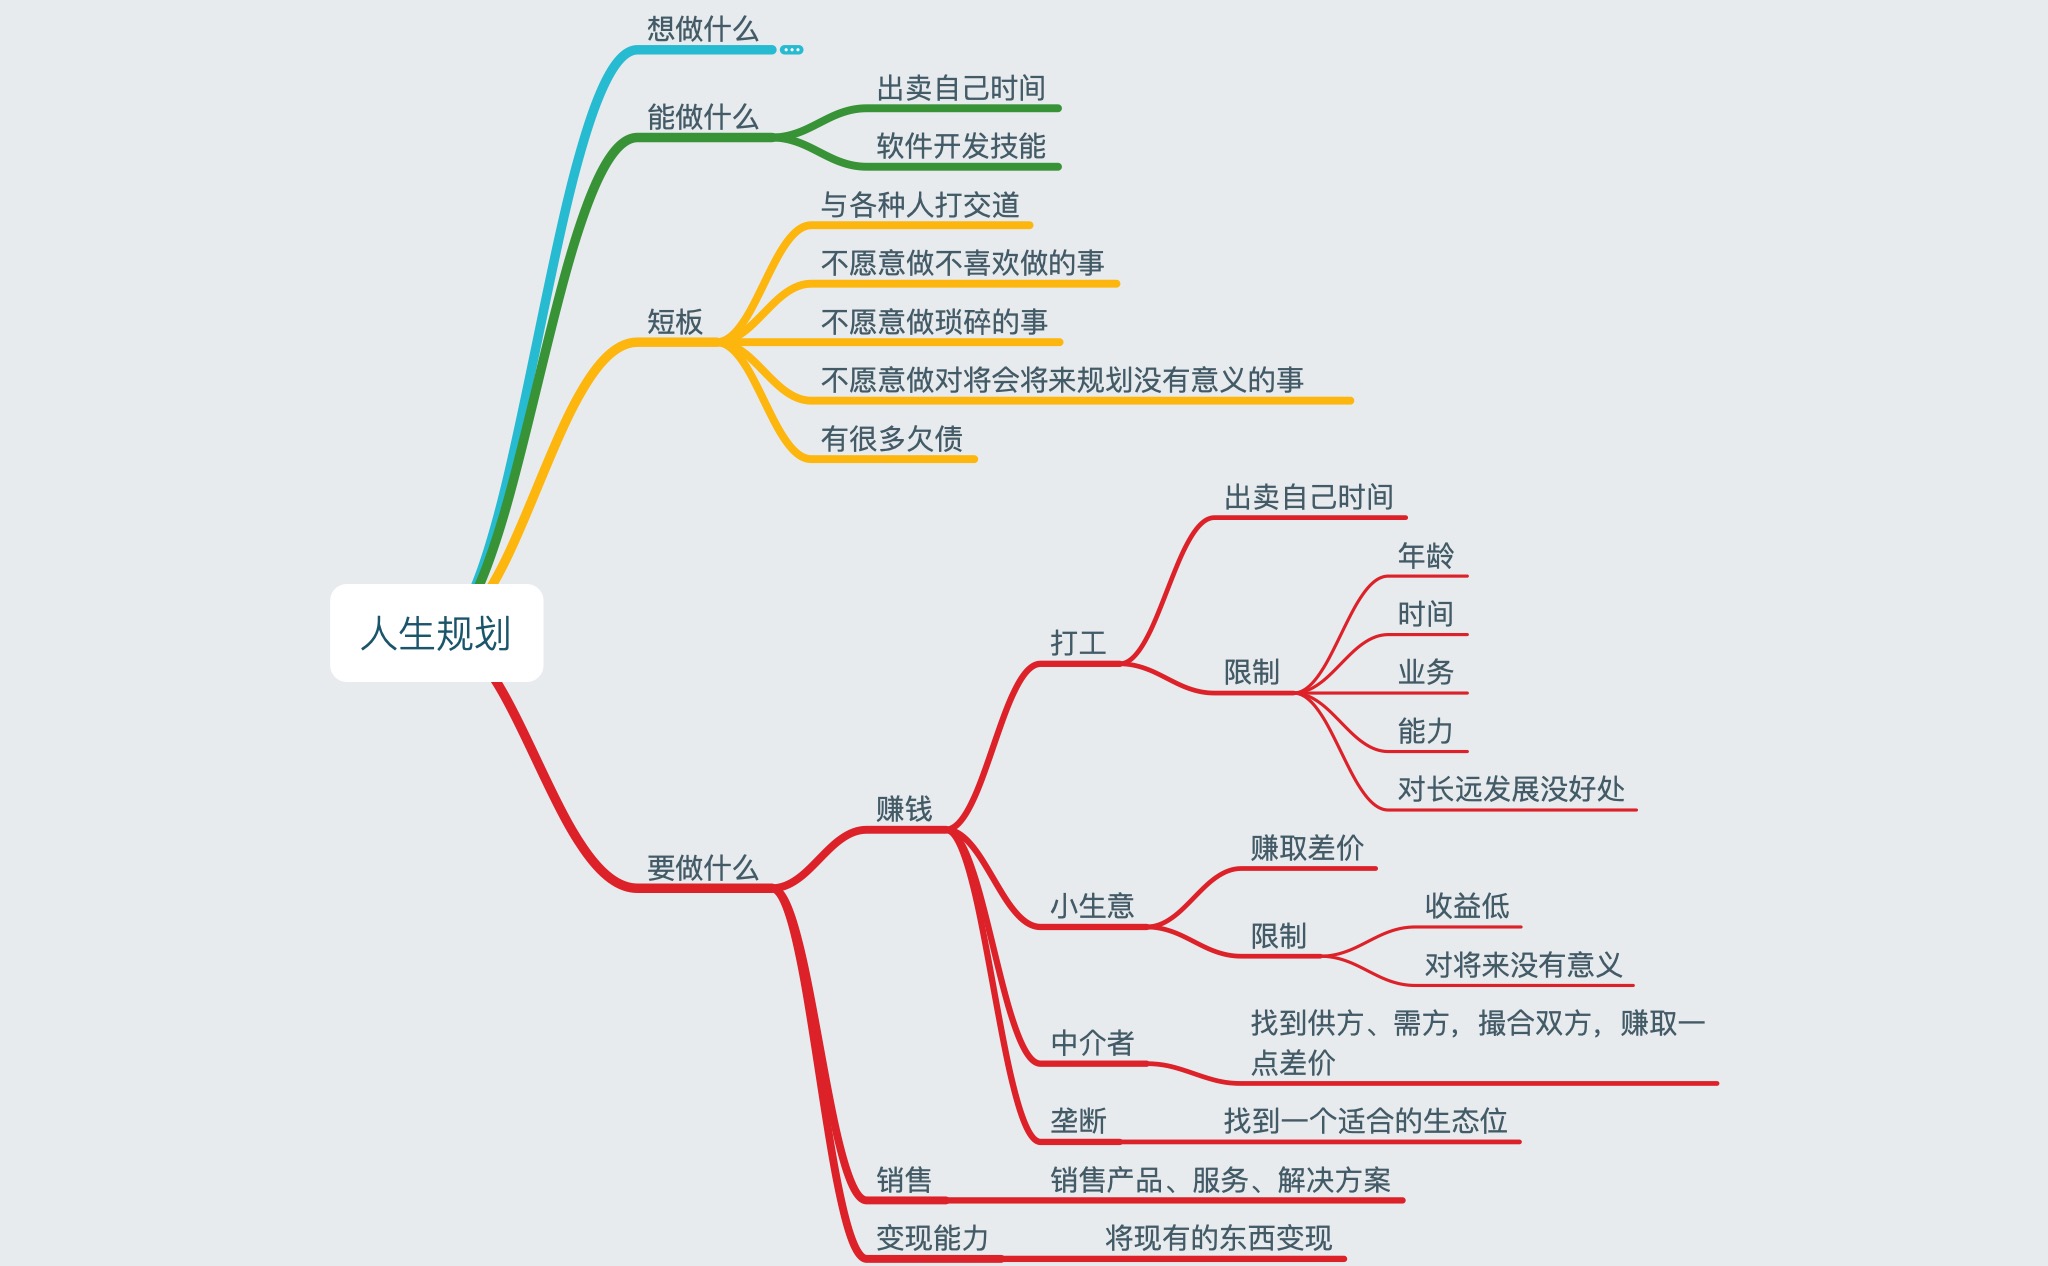 想做什么
能做什么
出卖自己时间
软件开发技能
短板
与各种人打交道
不愿意做不喜欢做的事
不愿意做琐碎的事
不愿意做对将会将来规划没有意义的事
有很多欠债
人生规划
要做什么
赚钱
打工
出卖自己时间
限制
年龄
时间
业务
能力
对长远发展没好处
小生意
赚取差价
限制
收益低
对将来没有意义
中介者
找到供方、需方，撮合双方，赚取一
点差价
垄断
找到一个适合的生态位
销售
销售产品、服务、解决方案
变现能力
将现有的东西变现